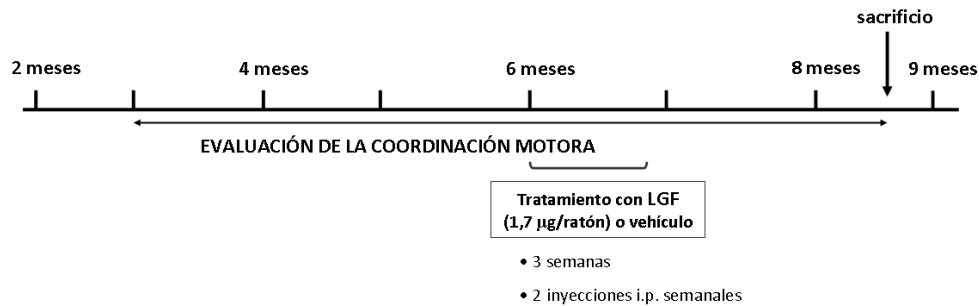 sacrificio
2 meses 4 meses 6 meses 8 meses 9 meses
EVALUACIÓN DE LA COORDINACIÓN MOTORA
Tratamiento con LGF
(1,7 µg/ratón) o vehículo
• 3 semanas
• 2 inyecciones i.p. semanales